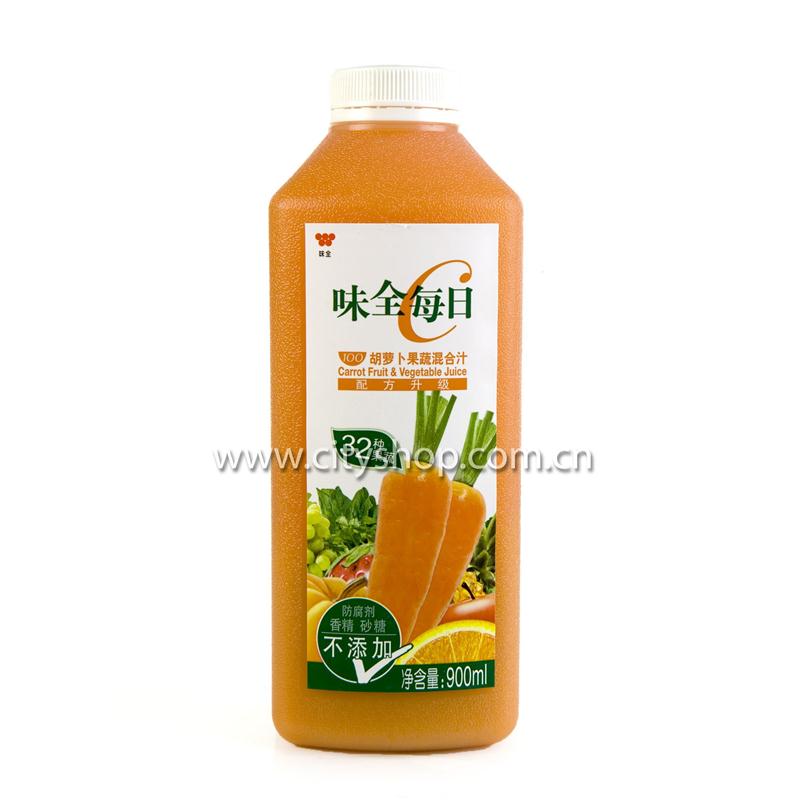 味全
味全每日C
100 胡萝卜果蔬混合汁
Carrot Fruit & Vegetable Juice
配方升级
32种
果蔬
www.cityshop.com.cn
防腐剂
香精 砂糖
不添加
净含量:900ml